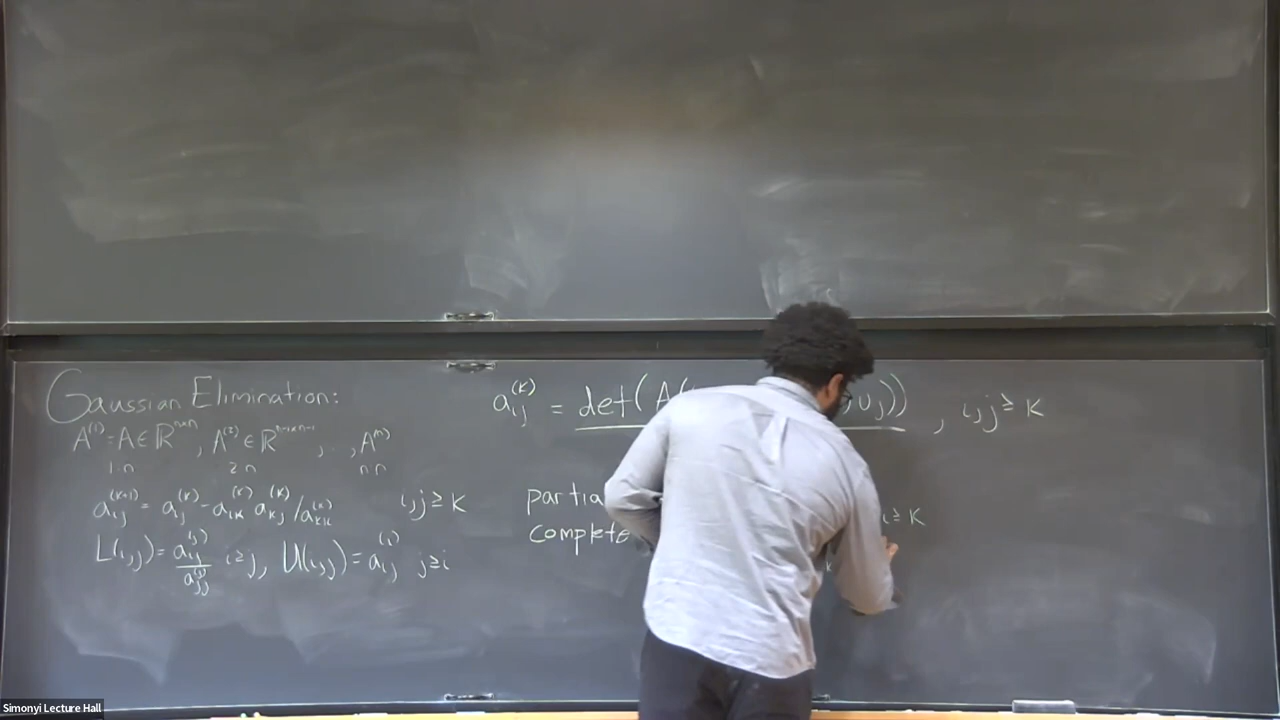 Gaussian Elimination:
A^(1) = A ∈ ℝ^(n×n), A^(2) ∈ ℝ^(n-1×n-1), . . , A^(n)
1:n 2:n n:n
a_ij^(k+1) = a_ij^(k) - a_ik^(k) a_kj^(k) / a_kk^(k) i,j ≥ k
L(i,j) = a_ij^(j) / a_jj^(j) i ≥ j, U(i,j) = a_ij^(i) j ≥ i
a_ij^(k) = det(A( ∪ j)) , i,j ≥ k
i ≥ k
complete
Simonyi Lecture Hall